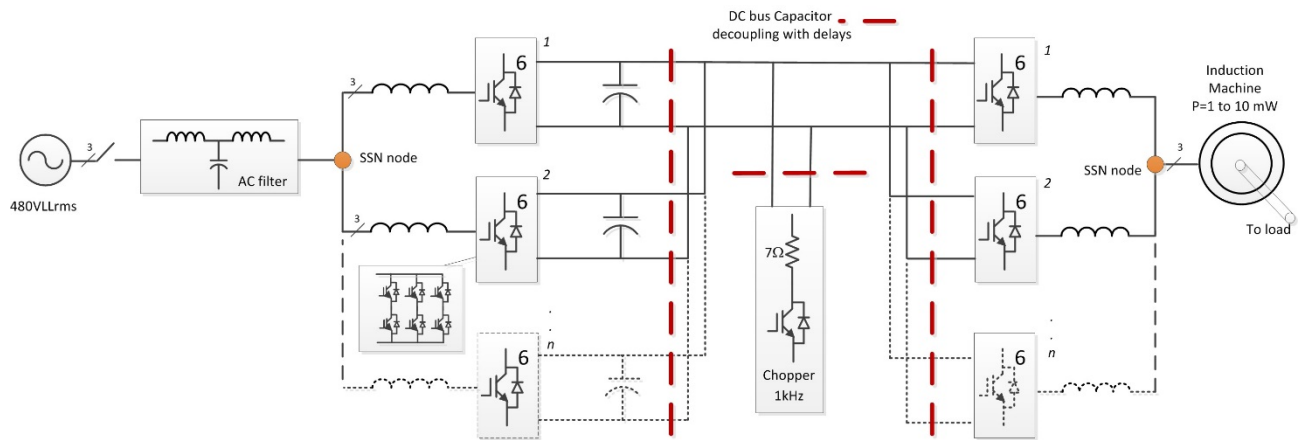 DC bus Capacitor
decoupling with delays
1
6
1
6
Induction
Machine
P=1 to 10 mW
3
3
SSN node
AC filter
480VLLrms
3
SSN node
3
To load
2
6
2
6
3
7Ω
.
.
n
6
.
.
n
6
Chopper
1kHz